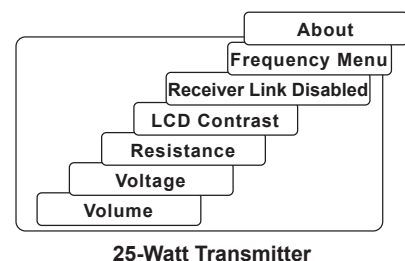 About
Frequency Menu
Receiver Link Disabled
LCD Contrast
Resistance
Voltage
Volume
25-Watt Transmitter